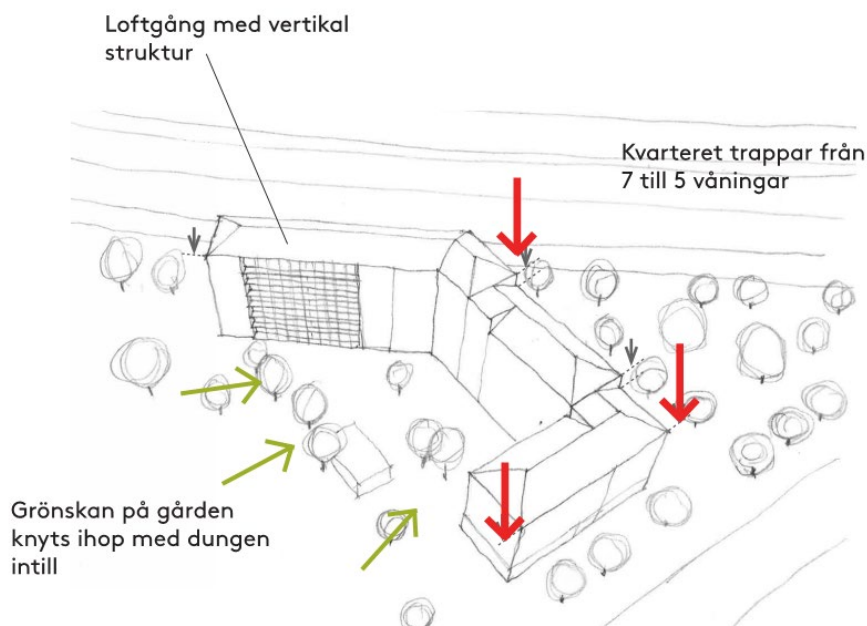 Loftgång med vertikal
struktur
Kvarteret trappar från
7 till 5 våningar
Grönskan på gården
knyts ihop med dungen
intill